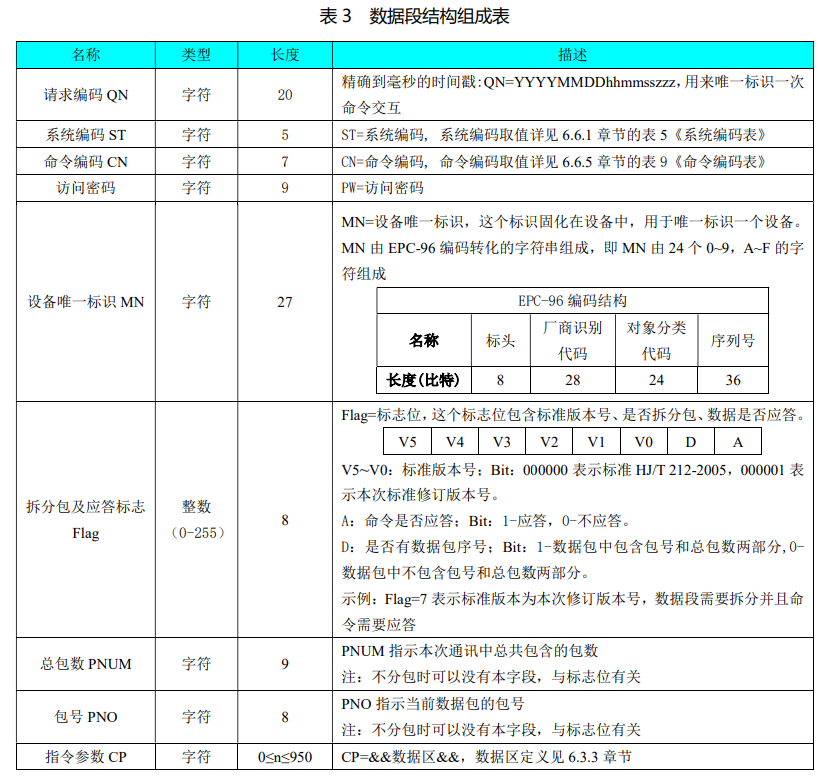 表 3 数据段结构组成表
名称 类型 长度 描述
请求编码 QN 字符 20 精确到毫秒的时间戳:QN=YYYYMMDDhhmmsszzz,用来唯一标识一次
命令交互
系统编码 ST 字符 5 ST=系统编码, 系统编码取值详见 6.6.1 章节的表 5《系统编码表》
命令编码 CN 字符 7 CN=命令编码, 命令编码取值详见 6.6.5 章节的表 9《命令编码表》
访问密码 字符 9 PW=访问密码
设备唯一标识 MN 字符 27 MN=设备唯一标识,这个标识固化在设备中,用于唯一标识一个设备。
MN 由 EPC-96 编码转化的字符串组成,即 MN 由 24 个 0~9,A~F 的字
符组成
EPC-96 编码结构
名称 标头 厂商识别代码 对象分类代码 序列号
长度(比特) 8 28 24 36
拆分包及应答标志 Flag 整数(0-255) 8 Flag=标志位,这个标志位包含标准版本号、是否拆分包、数据是否应答。
V5 V4 V3 V2 V1 V0 D A
V5~V0:标准版本号;Bit:000000 表示标准 HJ/T 212-2005,000001 表
示本次标准修订版本号。
A:命令是否应答;Bit:1-应答,0-不应答。
D:是否有数据包序号;Bit:1-数据包中包含包号和总包数两部分,0-
数据包中不包含包号和总包数两部分。
示例:Flag=7 表示标准版本为本次修订版本号,数据段需要拆分并且命
令需要应答
总包数 PNUM 字符 9 PNUM 指示本次通讯中总共包含的包数
注:不分包时可以没有本字段,与标志位有关
包号 PNO 字符 8 PNO 指示当前数据包的包号
注:不分包时可以没有本字段,与标志位有关
指令参数 CP 字符 0≤n≤950 CP=&&数据区&&,数据区定义见 6.3.3 章节